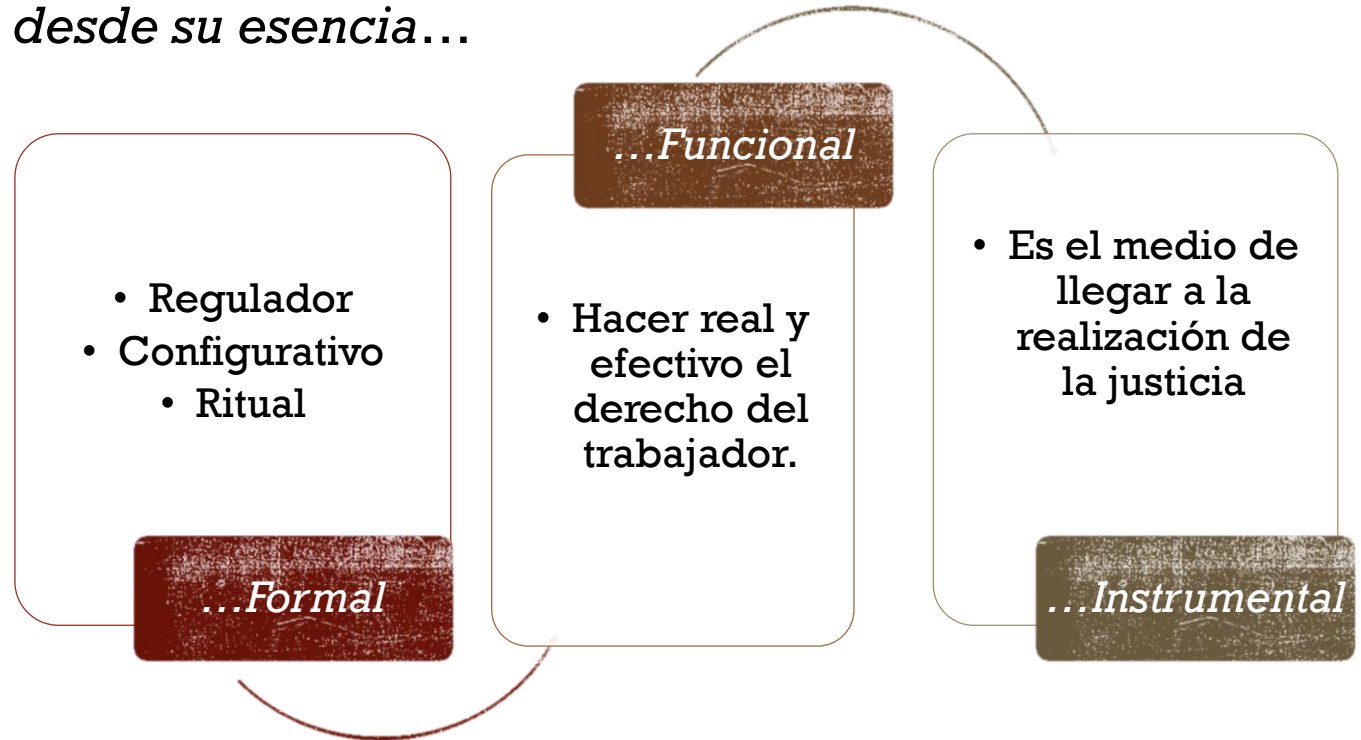 desde su esencia…
• Regulador
• Configurativo
• Ritual
…Formal
…Funcional
• Hacer real y
efectivo el
derecho del
trabajador.
• Es el medio de
llegar a la
realización de
la justicia
…Instrumental